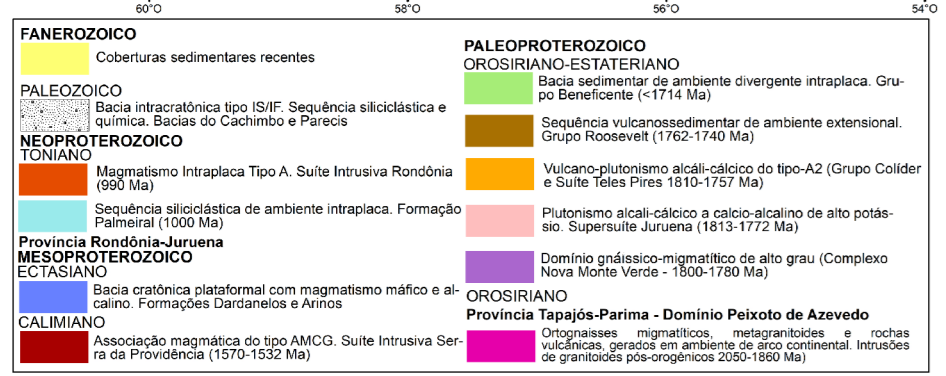 60°O 58°O 56°O 54°O
FANEROZOICO
Coberturas sedimentares recentes
PALEOZOICO
Bacia intracratônica tipo IS/IF. Sequência siliciclástica e
química. Bacias do Cachimbo e Parecis
NEOPROTEROZOICO
TONIANO
Magmatismo Intraplaca Tipo A. Suíte Intrusiva Rondônia
(990 Ma)
Sequência siliciclástica de ambiente intraplaca. Formação
Palmeiral (1000 Ma)
Província Rondônia-Juruena
MESOPROTEROZOICO
ECTASIANO
Bacia cratônica plataformal com magmatismo máfico e al-
calino. Formações Dardanelos e Arinos
CALIMIANO
Associação magmática do tipo AMCG. Suíte Intrusiva Ser-
ra da Providência (1570-1532 Ma)
PALEOPROTEROZOICO
OROSIRIANO-ESTATERIANO
Bacia sedimentar de ambiente divergente intraplaca. Gru-
po Beneficente (<1714 Ma)
Sequência vulcanossedimentar de ambiente extensional.
Grupo Roosevelt (1762-1740 Ma)
Vulcano-plutonismo alcáli-cálcico do tipo-A2 (Grupo Colíder
e Suíte Teles Pires 1810-1757 Ma)
Plutonismo alcali-cálcico a calcio-alcalino de alto potás-
sio. Supersuíte Juruena (1813-1772 Ma)
Domínio gnáissico-migmatítico de alto grau (Complexo
Nova Monte Verde - 1800-1780 Ma)
OROSIRIANO
Província Tapajós-Parima - Domínio Peixoto de Azevedo
Ortognaisses migmatíticos, metagranitoides e rochas
vulcânicas, gerados em ambiente de arco continental. Intrusões
de granitoides pós-orogênicos 2050-1860 Ma)